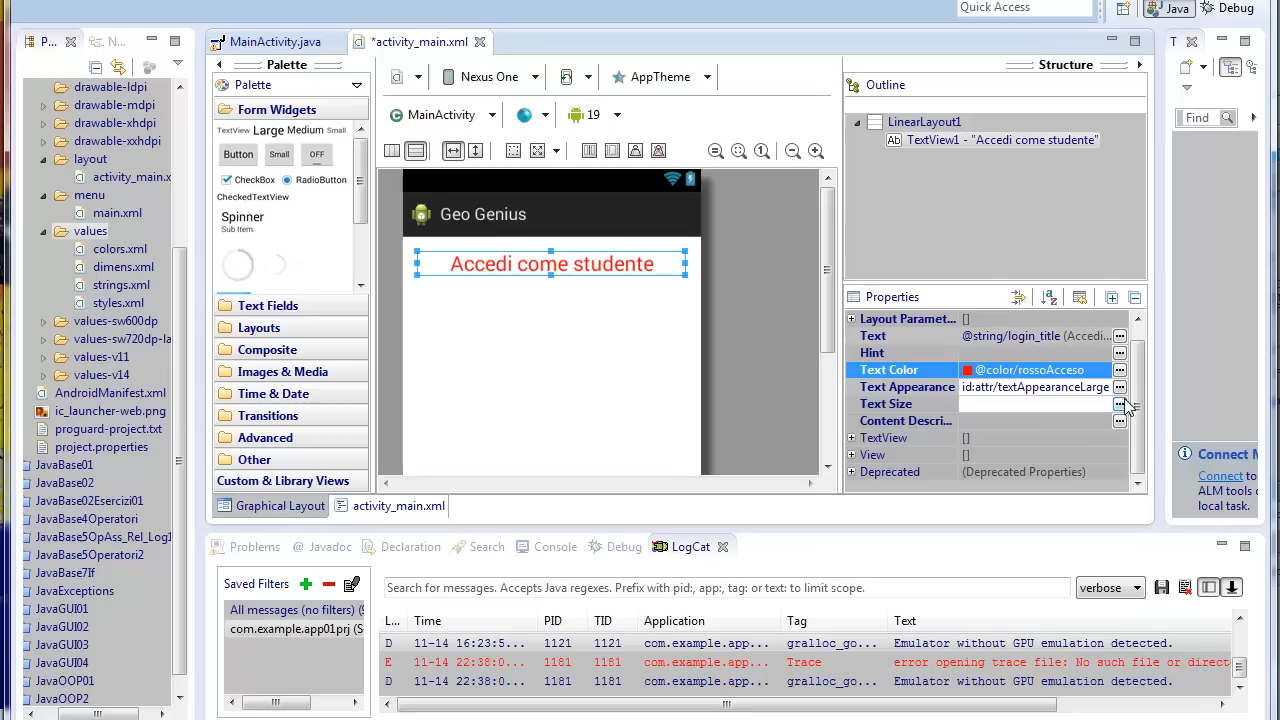 Quick Access
Java
Debug
P...
N...
MainActivity.java
*activity_main.xml
T
Palette
Structure
drawable-ldpi
drawable-mdpi
drawable-xhdpi
drawable-xxhdpi
layout
activity_main.x
menu
main.xml
values
colors.xml
dimens.xml
strings.xml
styles.xml
values-sw600dp
values-sw720dp-la
values-v11
values-v14
AndroidManifest.xml
ic_launcher-web.png
proguard-project.txt
project.properties
JavaBase01
JavaBase02
JavaBase02Esercizi01
JavaBase4Operatori
JavaBase5OpAss_Rel_Log1
JavaBase5Operatori2
JavaBase7If
JavaExceptions
JavaGUI01
JavaGUI02
JavaGUI03
JavaGUI04
JavaOOP01
JavaOOP2
Palette
Form Widgets
TextView Large Medium Small
Button Small OFF
CheckBox RadioButton
CheckedTextView
Spinner
Sub Item
Text Fields
Layouts
Composite
Images & Media
Time & Date
Transitions
Advanced
Other
Custom & Library Views
Nexus One
AppTheme
MainActivity
19
Geo Genius
Accedi come studente
Graphical Layout
activity_main.xml
Outline
LinearLayout1
Ab TextView1 - "Accedi come studente"
Properties
Layout Paramet... []
Text @string/login_title (Accedi...
Hint
Text Color @color/rossoAcceso
Text Appearance id:attr/textAppearanceLarge
Text Size
Content Descri...
TextView []
View []
Deprecated (Deprecated Properties)
Find
Connect M
Connect to
ALM tools o
local task.
Problems
Javadoc
Declaration
Search
Console
Debug
LogCat
Saved Filters
All messages (no filters) (5
com.example.app01prj (S
Search for messages. Accepts Java regexes. Prefix with pid:, app:, tag: or text: to limit scope.
verbose
L... Time PID TID Application Tag Text
D 11-14 16:23:5... 1121 1121 com.example.app... gralloc_go... Emulator without GPU emulation detected.
E 11-14 22:38:0... 1181 1181 com.example.app... Trace error opening trace file: No such file or direct
D 11-14 22:38:0... 1181 1181 com.example.app... gralloc_go... Emulator without GPU emulation detected.